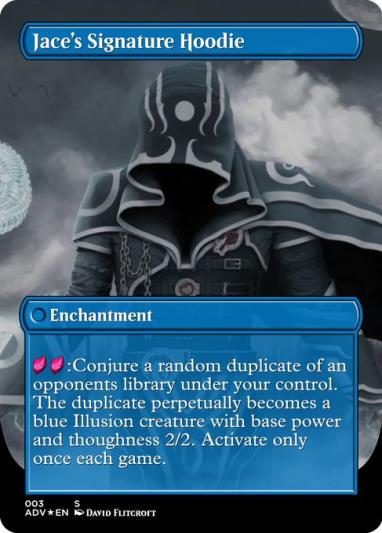 Jace's Signature Hoodie
Enchantment
:Conjure a random duplicate of an
opponents library under your control.
The duplicate perpetually becomes a
blue Illusion creature with base power
and thoughness 2/2. Activate only
once each game.
003 S
ADV★EN David Flitcroft